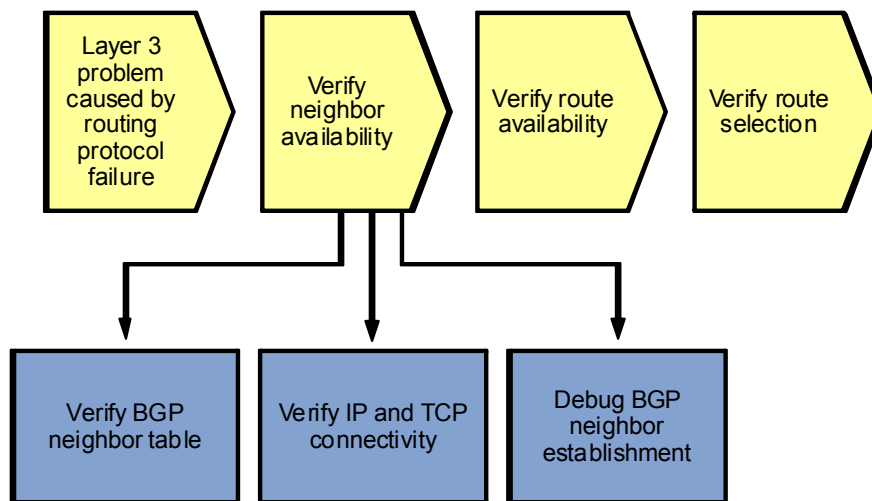 Layer 3
problem
caused by
routing
protocol
failure
Verify
neighbor
availability
Verify route
availability
Verify route
selection
Verify BGP
neighbor table
Verify IP and TCP
connectivity
Debug BGP
neighbor
establishment